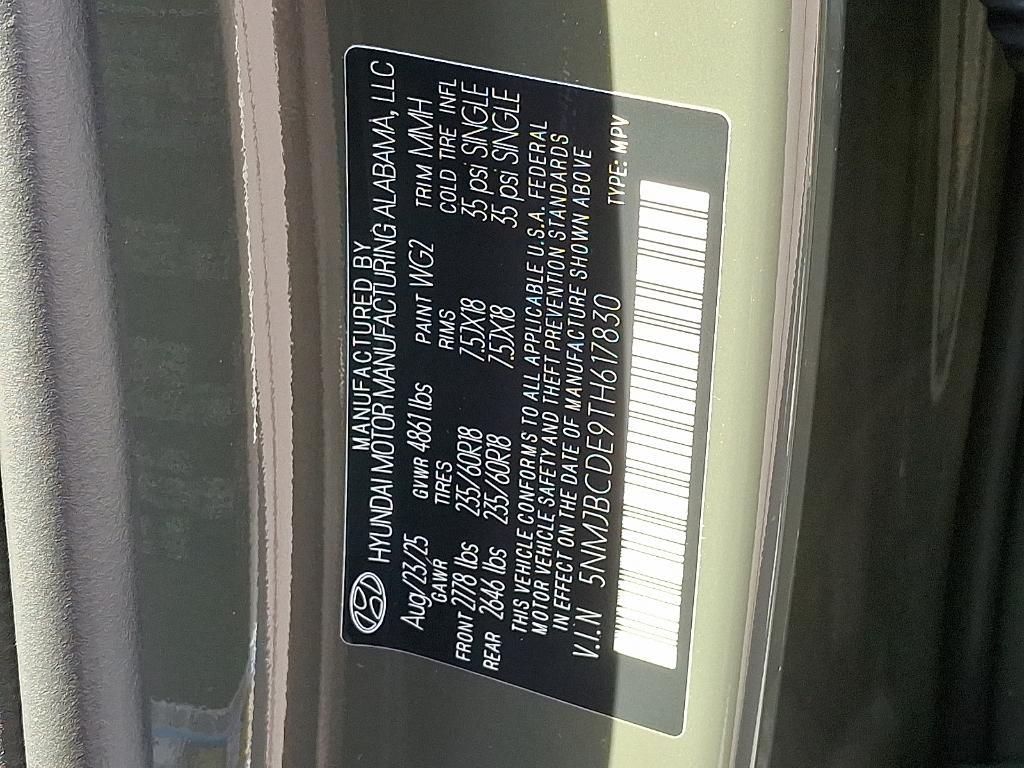 MANUFACTURED BY
HYUNDAI MOTOR MANUFACTURING ALABAMA, LLC
Aug/23/25 GVWR 4861 lbs PAINT WG2 TRIM MMH
GAWR TIRES RIMS COLD TIRE INFL
FRONT 2778 lbs 235/60R18 7.5JX18 35 psi SINGLE
REAR 2646 lbs 235/60R18 7.5JX18 35 psi SINGLE
THIS VEHICLE CONFORMS TO ALL APPLICABLE U.S.A. FEDERAL
MOTOR VEHICLE SAFETY AND THEFT PREVENTION STANDARDS
IN EFFECT ON THE DATE OF MANUFACTURE SHOWN ABOVE
V.I.N 5NMJBCDE9TH617830 TYPE: MPV